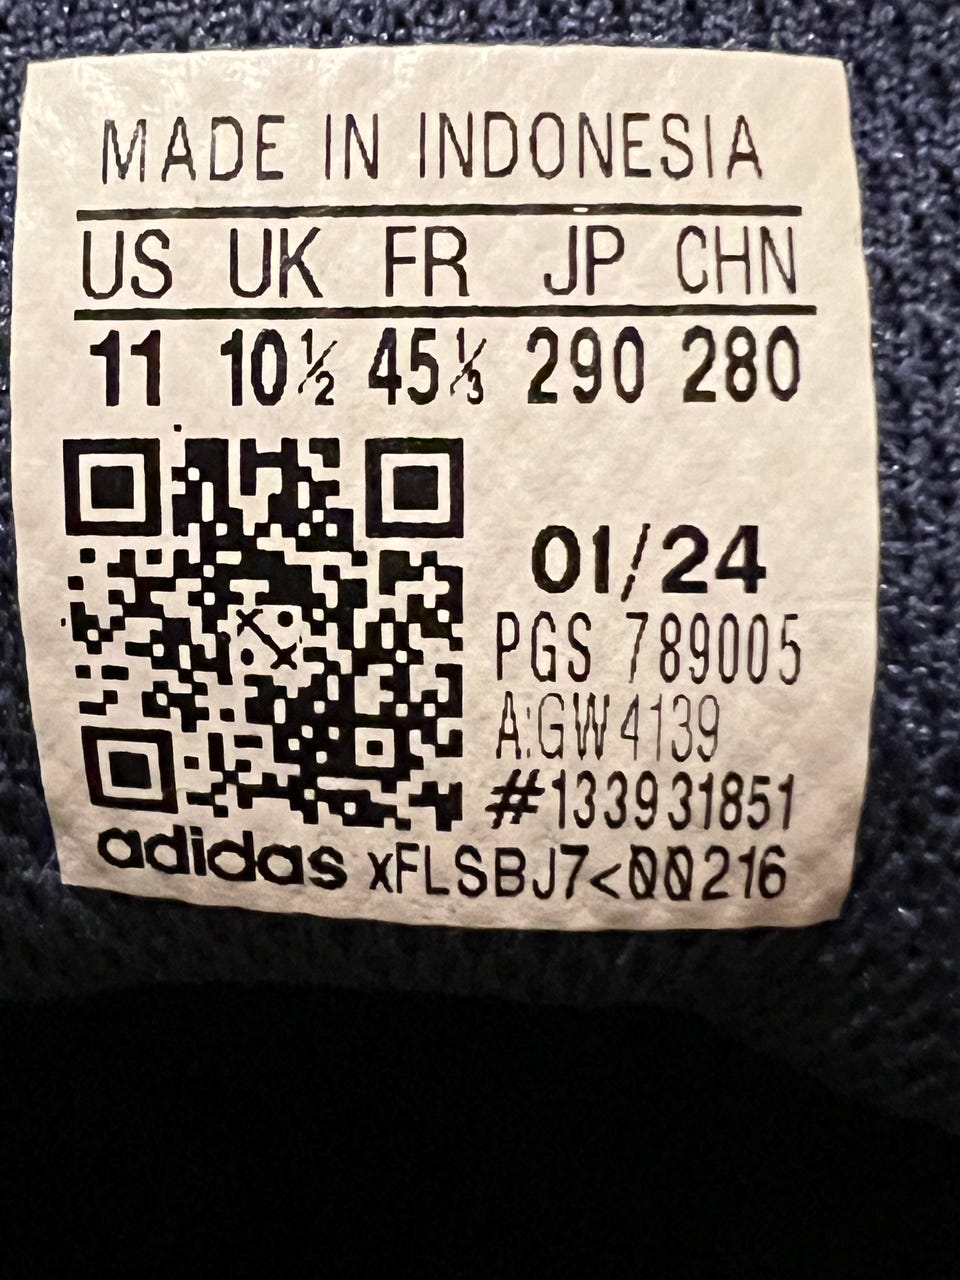 MADE IN INDONESIA
US UK FR JP CHN
11 10½ 45⅓ 290 280
01/24
PGS 789005
A:GW4139
#133931851
adidas xFLSBJ7<00216